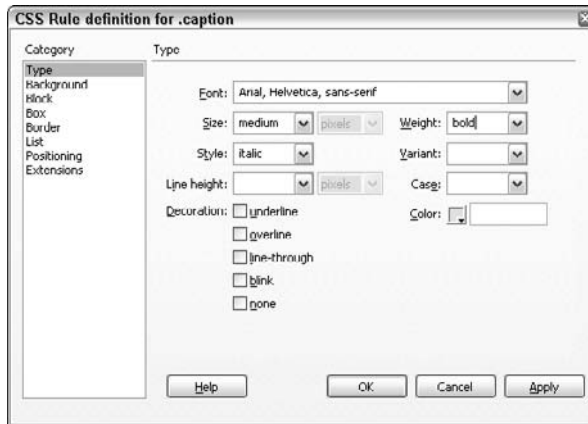 CSS Rule definition for .caption
Category
Type
Type
Background
Block
Box
Border
List
Positioning
Extensions
Font: Arial, Helvetica, sans-serif
Size: medium pixels Weight: bold
Style: italic Variant:
Line height: pixels Case:
Decoration: underline Color:
overline
line-through
blink
none
Help OK Cancel Apply